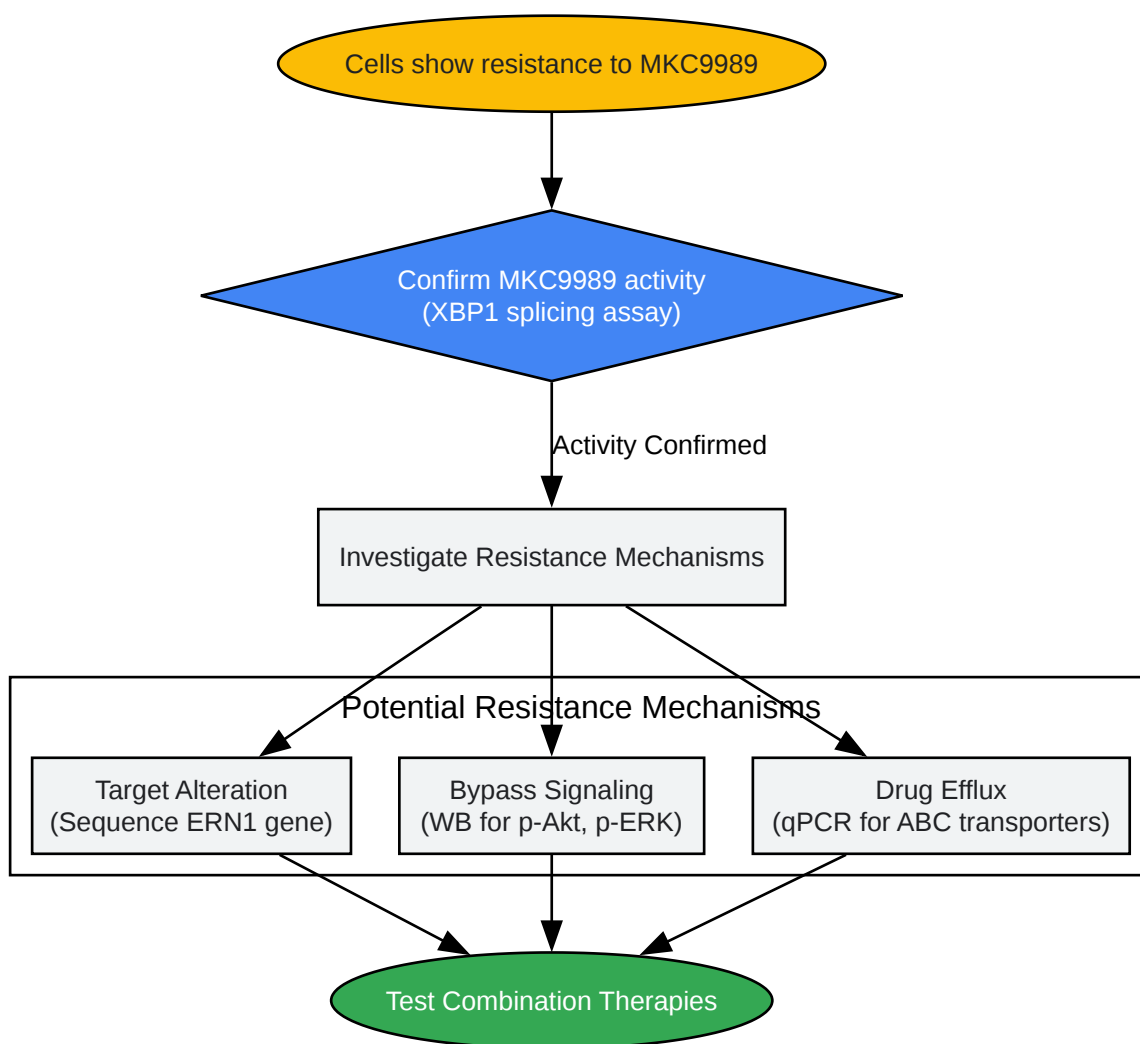 Cells show resistance to MKC9989
Confirm MKC9989 activity
(XBP1 splicing assay)
Activity Confirmed
Investigate Resistance Mechanisms
Potential Resistance Mechanisms
Target Alteration
(Sequence ERN1 gene)
Bypass Signaling
(WB for p-Akt, p-ERK)
Drug Efflux
(qPCR for ABC transporters)
Test Combination Therapies